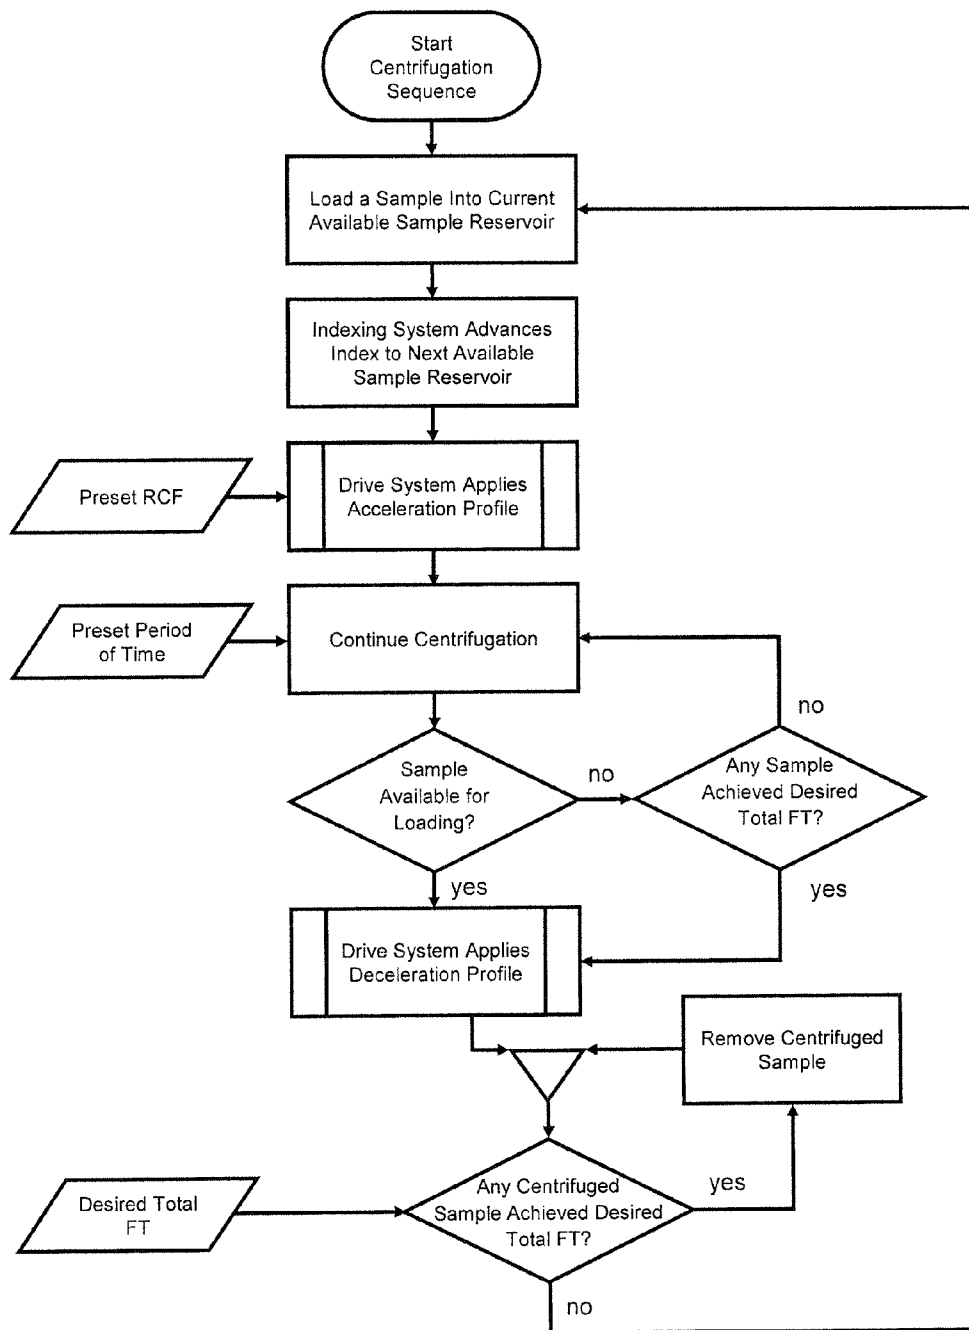 Start
Centrifugation
Sequence
Load a Sample Into Current
Available Sample Reservoir
Indexing System Advances
Index to Next Available
Sample Reservoir
Preset RCF
Drive System Applies
Acceleration Profile
Preset Period
of Time
Continue Centrifugation
no
Sample
Available for
Loading?
no
Any Sample
Achieved Desired
Total FT?
yes
yes
Drive System Applies
Deceleration Profile
Remove Centrifuged
Sample
Desired Total
FT
Any Centrifuged
Sample Achieved Desired
Total FT?
yes
no